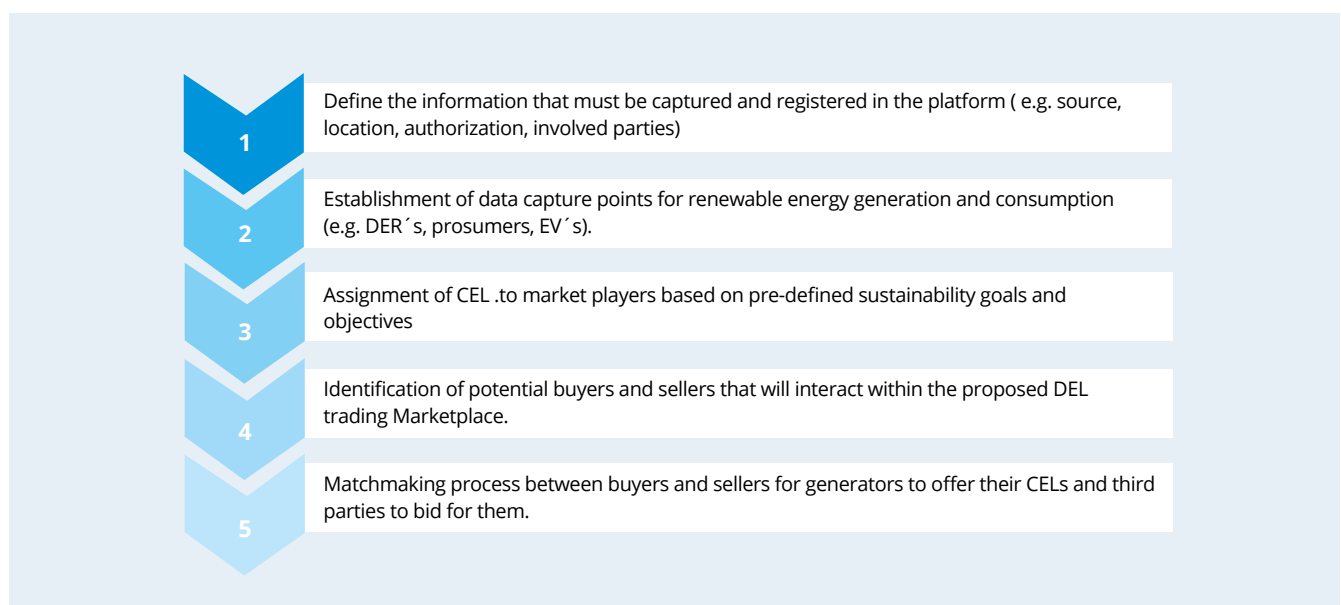 1
Define the information that must be captured and registered in the platform ( e.g. source,
location, authorization, involved parties)
2
Establishment of data capture points for renewable energy generation and consumption
(e.g. DER´s, prosumers, EV´s).
3
Assignment of CEL .to market players based on pre-defined sustainability goals and
objectives
4
Identification of potential buyers and sellers that will interact within the proposed DEL
trading Marketplace.
5
Matchmaking process between buyers and sellers for generators to offer their CELs and third
parties to bid for them.